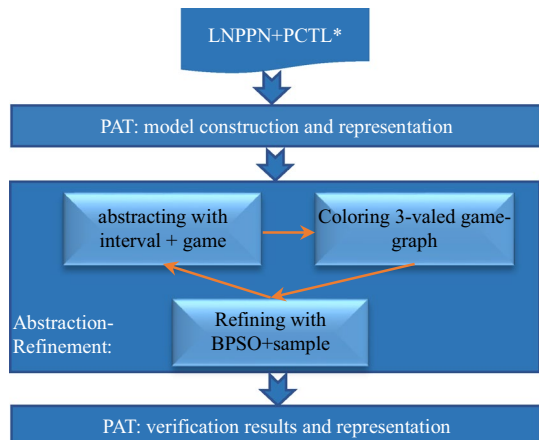 LNPPN+PCTL*
PAT: model construction and representation
abstracting with
interval + game
Coloring 3-valed game-
graph
Refining with
BPSO+sample
Abstraction-
Refinement:
PAT: verification results and representation